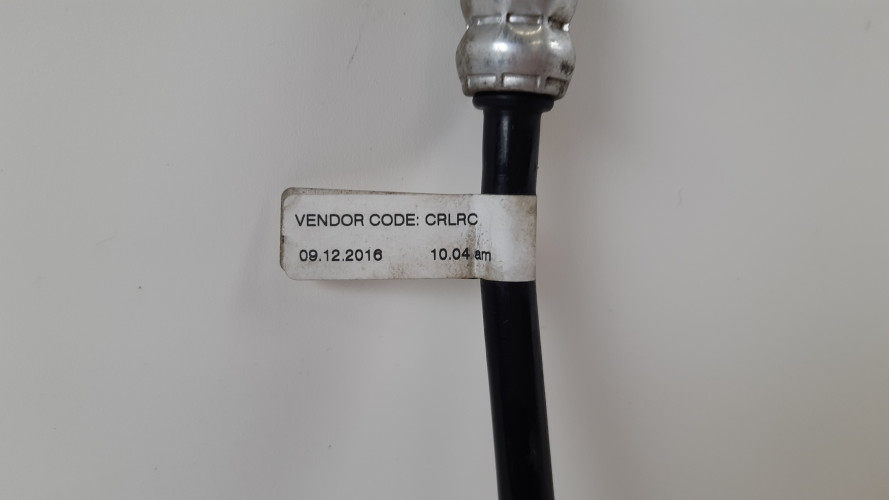 VENDOR CODE: CRLRC
09.12.2016 10.04 am